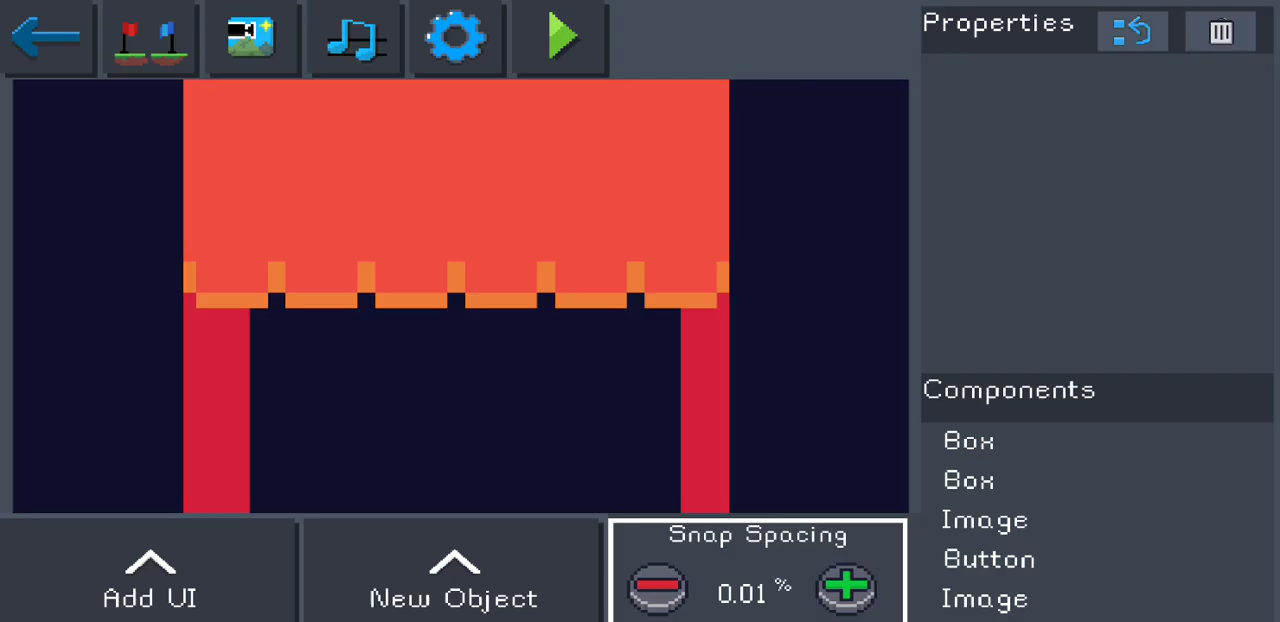 Properties
Components
Box
Box
Image
Button
Image
Add UI
New Object
Snap Spacing
0.01 %